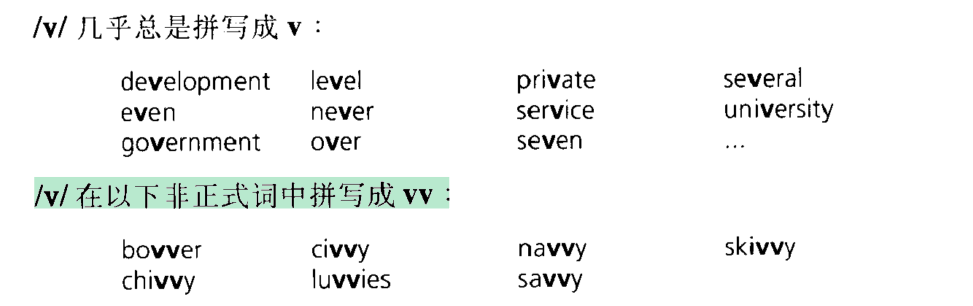 /v/ 几乎总是拼写成 v：
development level private several
even never service university
government over seven ...
/v/ 在以下非正式词中拼写成 vv：
bovver civvy navvy skivvy
chivvy luvvies savvy